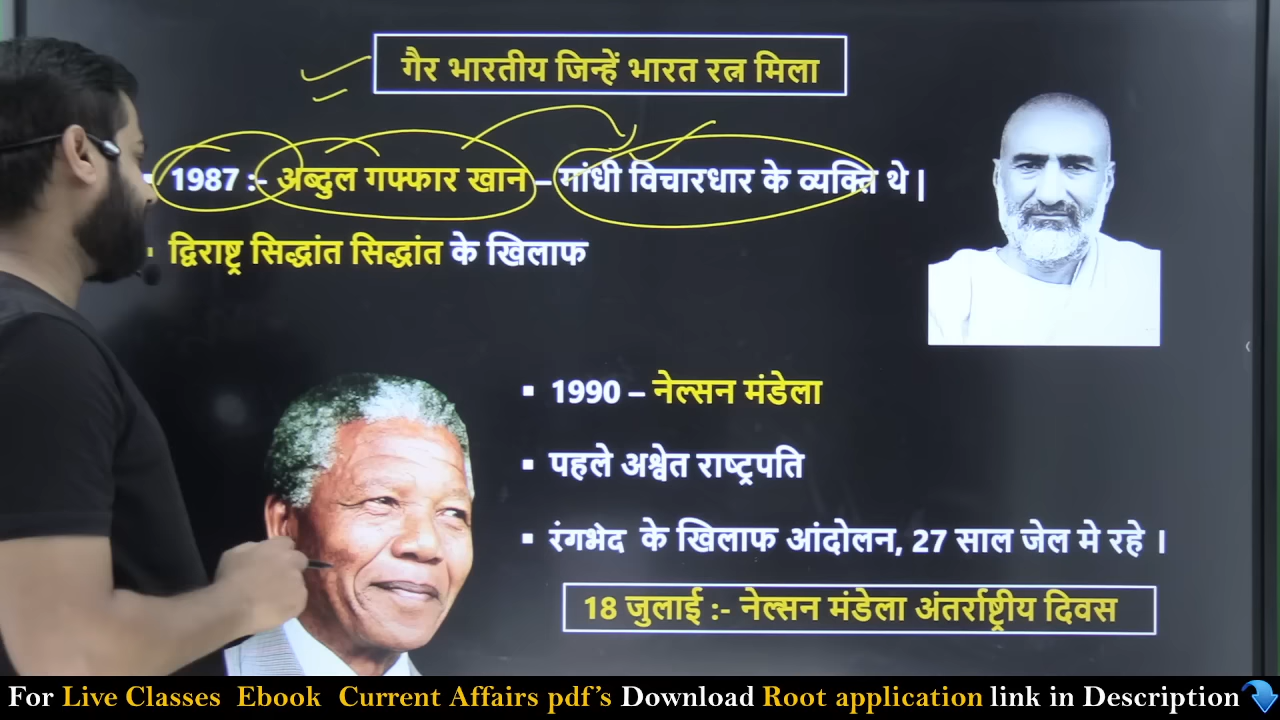 गैर भारतीय जिन्हें भारत रत्न मिला
1987 :- अब्दुल गफ्फार खान – गांधी विचारधार के व्यक्ति थे |
द्विराष्ट्र सिद्धांत सिद्धांत के खिलाफ
1990 – नेल्सन मंडेला
पहले अश्वेत राष्ट्रपति
रंगभेद के खिलाफ आंदोलन, 27 साल जेल मे रहे ।
18 जुलाई :- नेल्सन मंडेला अंतर्राष्ट्रीय दिवस
For Live Classes Ebook Current Affairs pdf's Download Root application link in Description